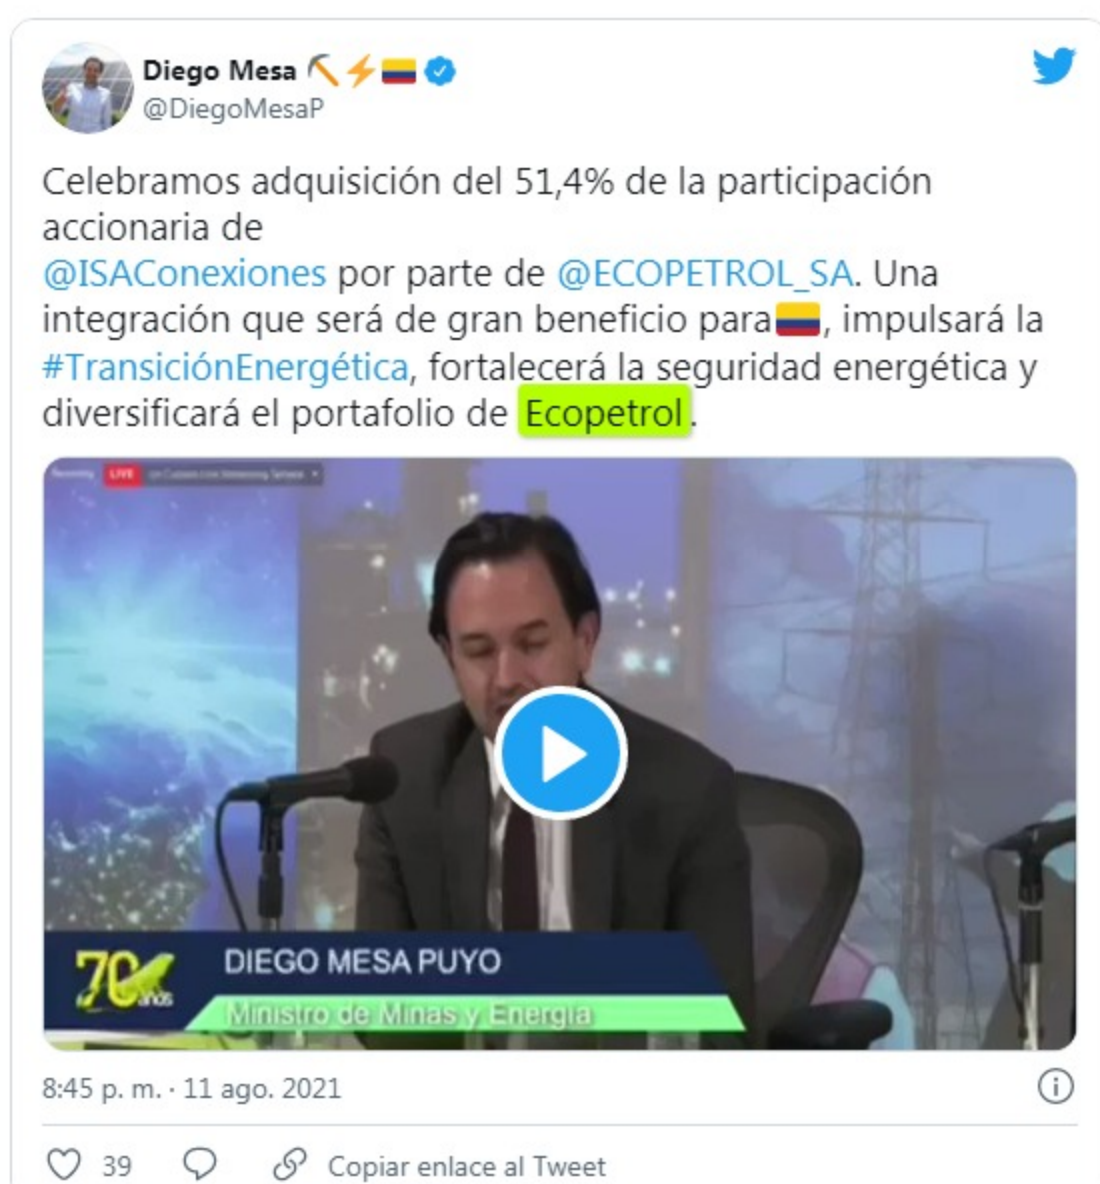 Diego Mesa
@DiegoMesaP
Celebramos adquisición del 51,4% de la participación
accionaria de
@ISAConexiones por parte de @ECOPETROL_SA. Una
integración que será de gran beneficio para, impulsará la
#TransiciónEnergética, fortalecerá la seguridad energética y
diversificará el portafolio de Ecopetrol.
LIVE
70 años
DIEGO MESA PUYO
Ministro de Minas y Energía
8:45 p. m. · 11 ago. 2021
39
Copiar enlace al Tweet